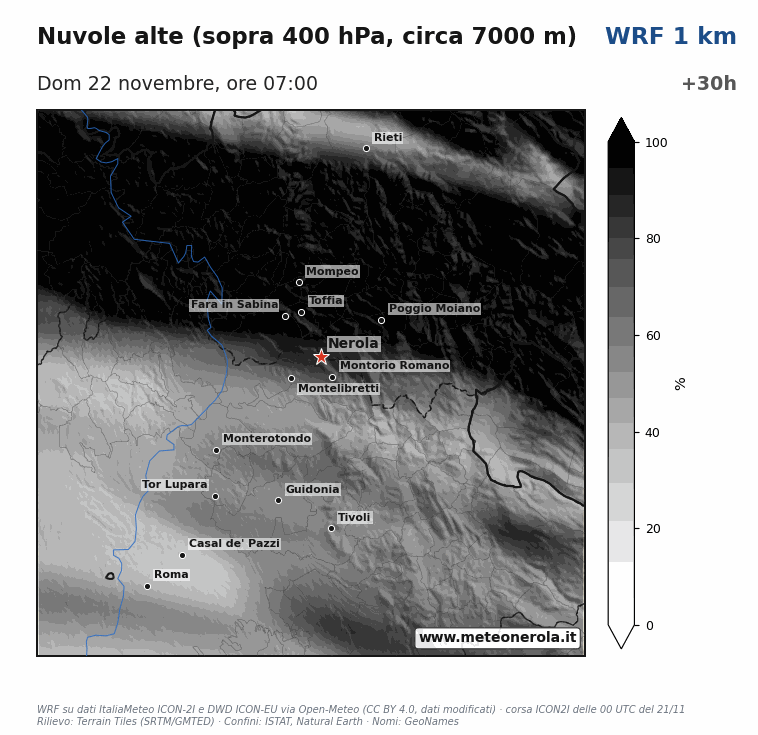 Nuvole alte (sopra 400 hPa, circa 7000 m) WRF 1 km
Dom 22 novembre, ore 07:00 +30h
Rieti
100
80
60
%
40
20
0
Mompeo
Fara in Sabina Toffia
Poggio Moiano
Nerola
Montorio Romano
Montelibretti
Monterotondo
Tor Lupara Guidonia
Tivoli
Casal de' Pazzi
Roma
www.meteonerola.it
WRF su dati ItaliaMeteo ICON-2I e DWD ICON-EU via Open-Meteo (CC BY 4.0, dati modificati) · corsa ICON2I delle 00 UTC del 21/11
Rilievo: Terrain Tiles (SRTM/GMTED) · Confini: ISTAT, Natural Earth · Nomi: GeoNames